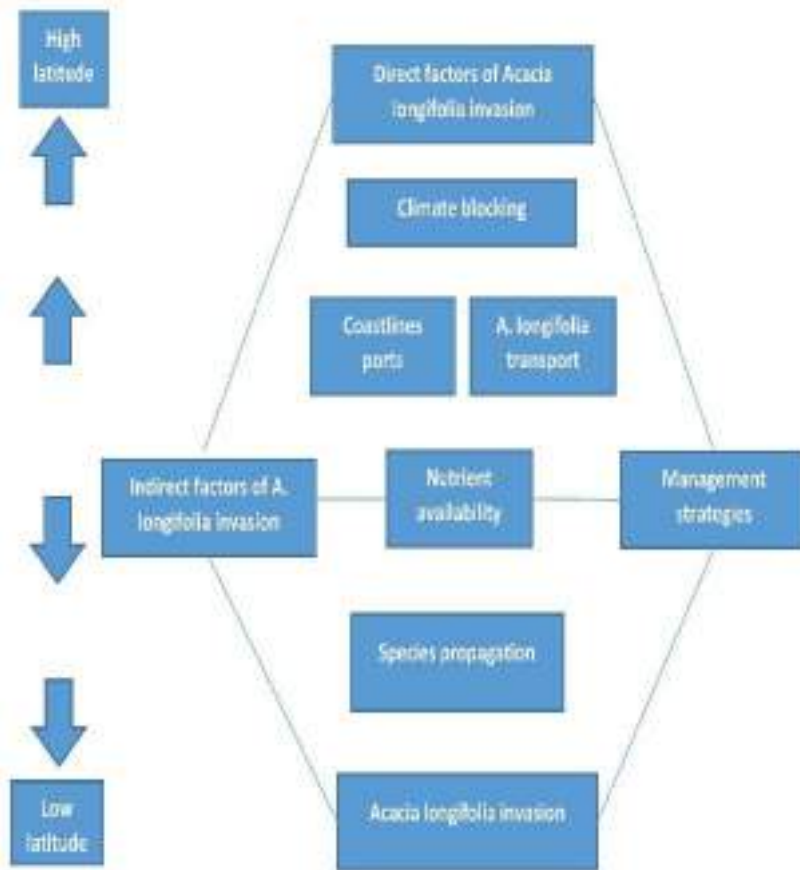 High
latitude
Direct factors of Acacia
longifolia invasion
Climate blocking
Coastlines
ports
A. longifolia
transport
Indirect factors of A.
longifolia invasion
Nutrient
availability
Management
strategies
Species propagation
Acacia longifolia invasion
Low
latitude